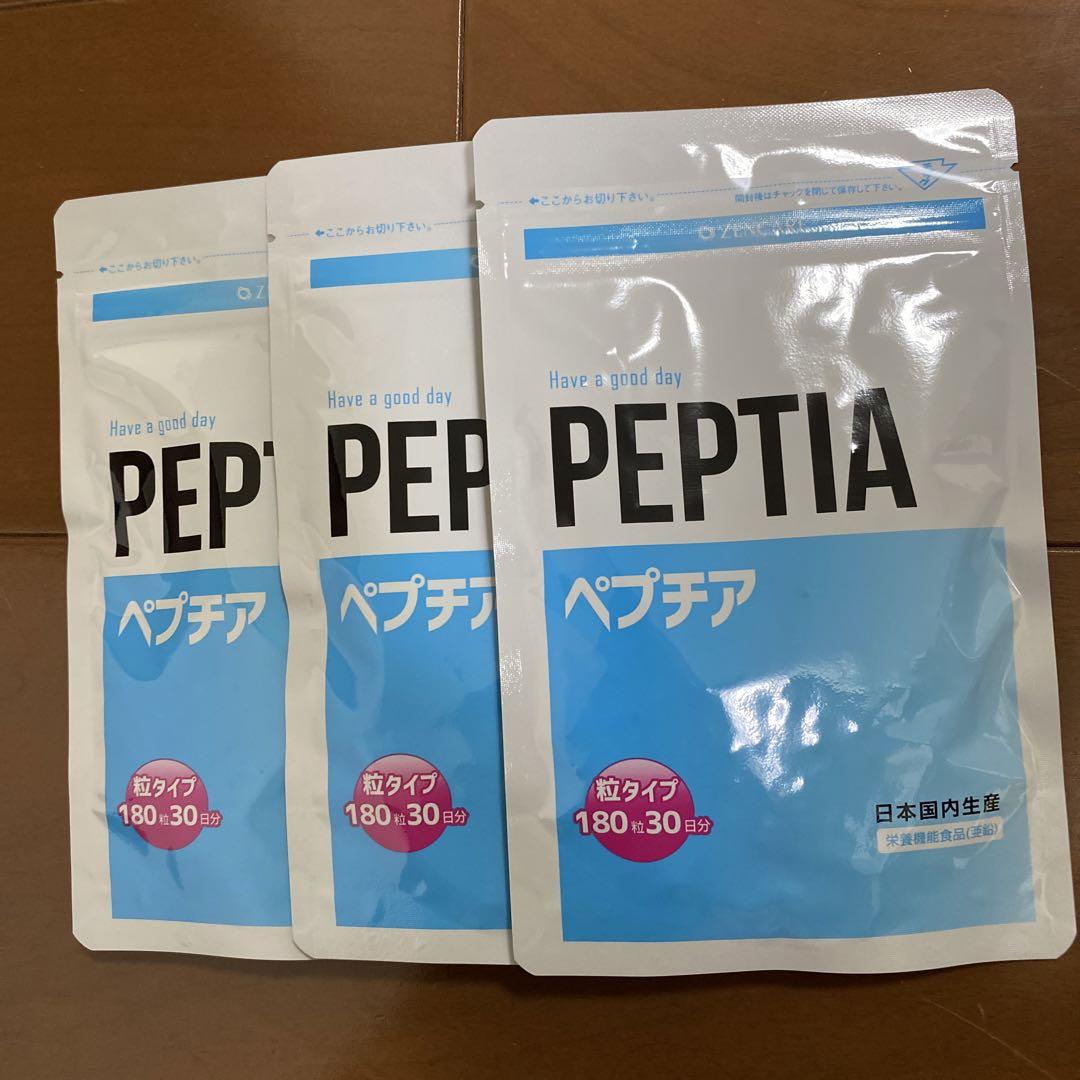 ←ここからお切り下さい。
Z
Have a good day
PEPT
ペプチア
粒タイプ
180粒30日分
←ここからお切り下さい。
Have a good day
PEP
ペプチア
粒タイプ
180粒30日分
←ここからお切り下さい。
開封後はチャックを閉じて保存して下さい。
ZENCARE
Have a good day
PEPTIA
ペプチア
粒タイプ
180粒30日分
日本国内生産
栄養機能食品(亜鉛)